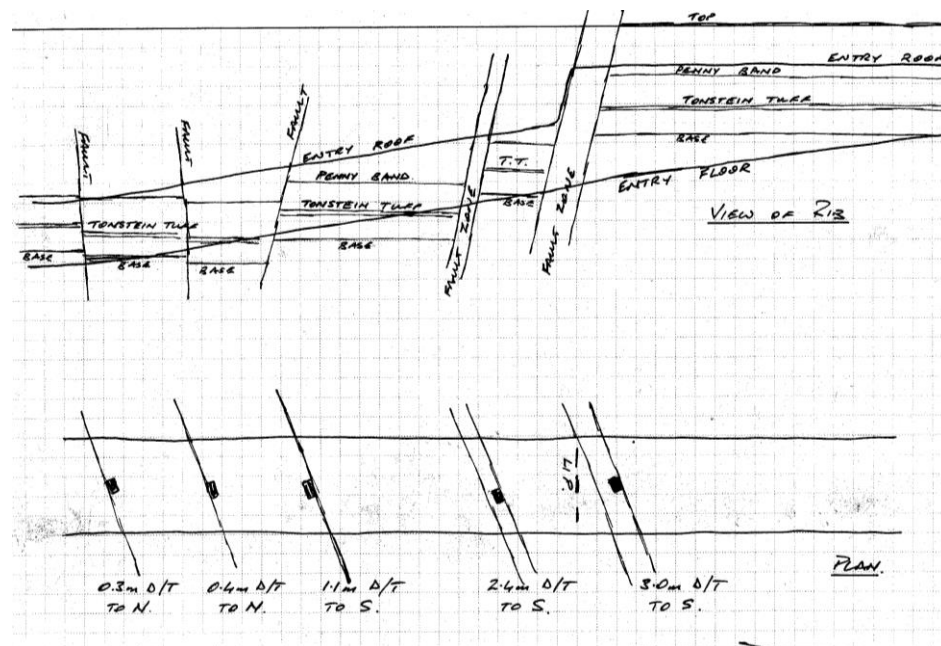 TOP
ENTRY ROOF
PENNY BAND
TONSTEIN TUFF
BASE
FAULT
FAULT
FAULT
ENTRY ROOF
PENNY BAND.
TONSTEIN TUFF
BASE
T.T.
BASE
FAULT ZONE
FAULT ZONE
ENTRY FLOOR
VIEW OF RIB
TONSTEIN TUFF
BASE
BASE
BASE
LIP
0.3m D/T
TO N.
0.4m D/T
TO N.
1.1m D/T
TO S.
2.4m D/T
TO S.
3.0m D/T
TO S.
PLAN.